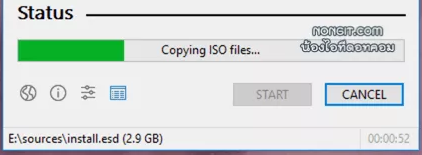 Status
NONGIT.COM
น้องไอทีดอทคอม
Copying ISO files...
START
CANCEL
E:\sources\install.esd (2.9 GB)
00:00:52